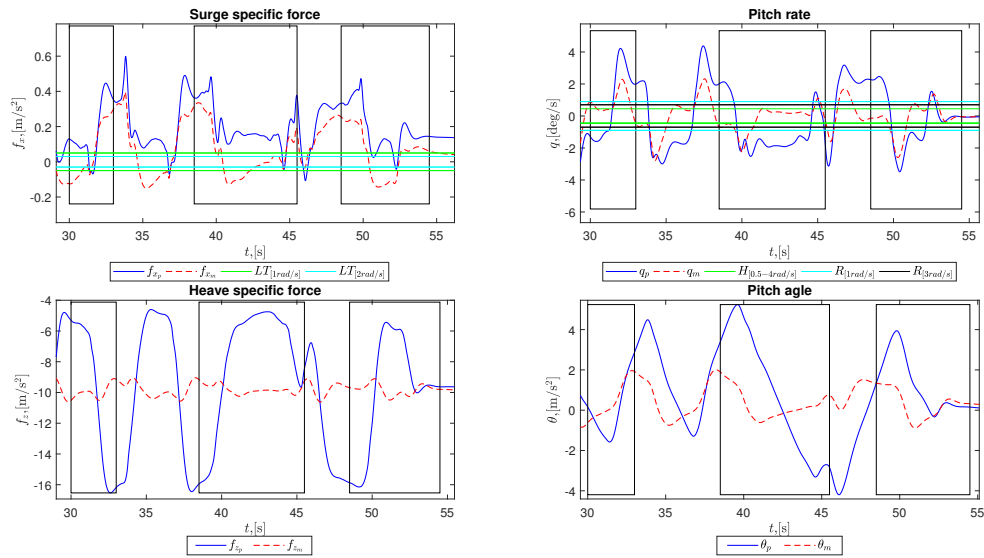 Surge specific force
0.6
0.4
0.2
0
-0.2
f_x,[m/s²]
30 35 40 45 50 55
t,[s]
f_{x_p} f_{x_m} LT_{[1rad/s]} LT_{[2rad/s]}
Pitch rate
4
2
0
-2
-4
-6
q,[deg/s]
30 35 40 45 50 55
t,[s]
q_p q_m H_{[0.5-4rad/s]} R_{[1rad/s]} R_{[3rad/s]}
Heave specific force
-4
-6
-8
-10
-12
-14
-16
f_z,[m/s²]
30 35 40 45 50 55
t,[s]
f_{z_p} f_{z_m}
Pitch agle
4
2
0
-2
-4
θ,[m/s²]
30 35 40 45 50 55
t,[s]
θ_p θ_m